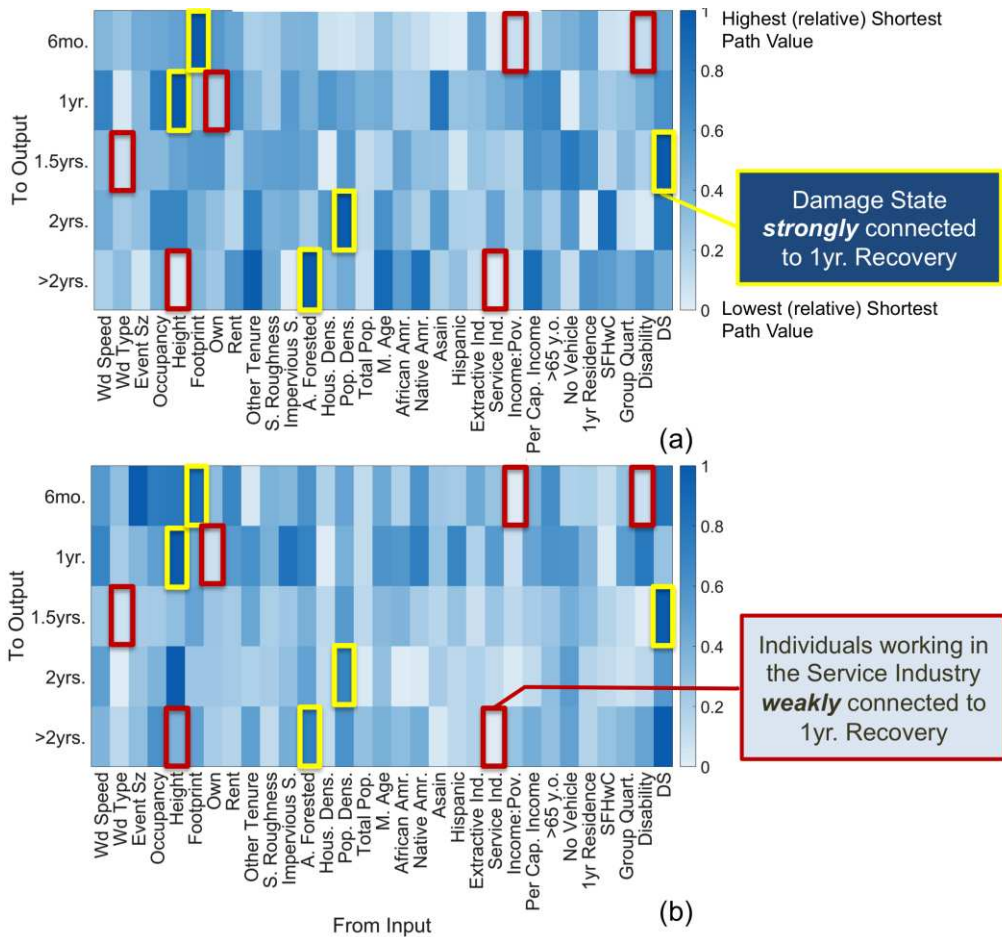 Highest (relative) Shortest
Path Value
1
0.8
0.6
0.4
0.2
0
Lowest (relative) Shortest
Path Value
To Output
6mo.
1yr.
1.5yrs.
2yrs.
>2yrs.
Damage State
strongly connected
to 1yr. Recovery
Wd Speed
Wd Type
Event Sz
Occupancy
Height
Footprint
Own
Rent
Other Tenure
S. Roughness
Impervious S.
A. Forested
Hous. Dens.
Pop. Dens.
Total Pop.
M. Age
African Amr.
Native Amr.
Asain
Hispanic
Extractive Ind.
Service Ind.
Income:Pov.
Per Cap. Income
>65 y.o.
No Vehicle
1yr Residence
SFHwC
Group Quart.
Disability
DS
(a)
To Output
6mo.
1yr.
1.5yrs.
2yrs.
>2yrs.
1
0.8
0.6
0.4
0.2
0
Individuals working in
the Service Industry
weakly connected to
1yr. Recovery
Wd Speed
Wd Type
Event Sz
Occupancy
Height
Footprint
Own
Rent
Other Tenure
S. Roughness
Impervious S.
A. Forested
Hous. Dens.
Pop. Dens.
Total Pop.
M. Age
African Amr.
Native Amr.
Asain
Hispanic
Extractive Ind.
Service Ind.
Income:Pov.
Per Cap. Income
>65 y.o.
No Vehicle
1yr Residence
SFHwC
Group Quart.
Disability
DS
(b)
From Input